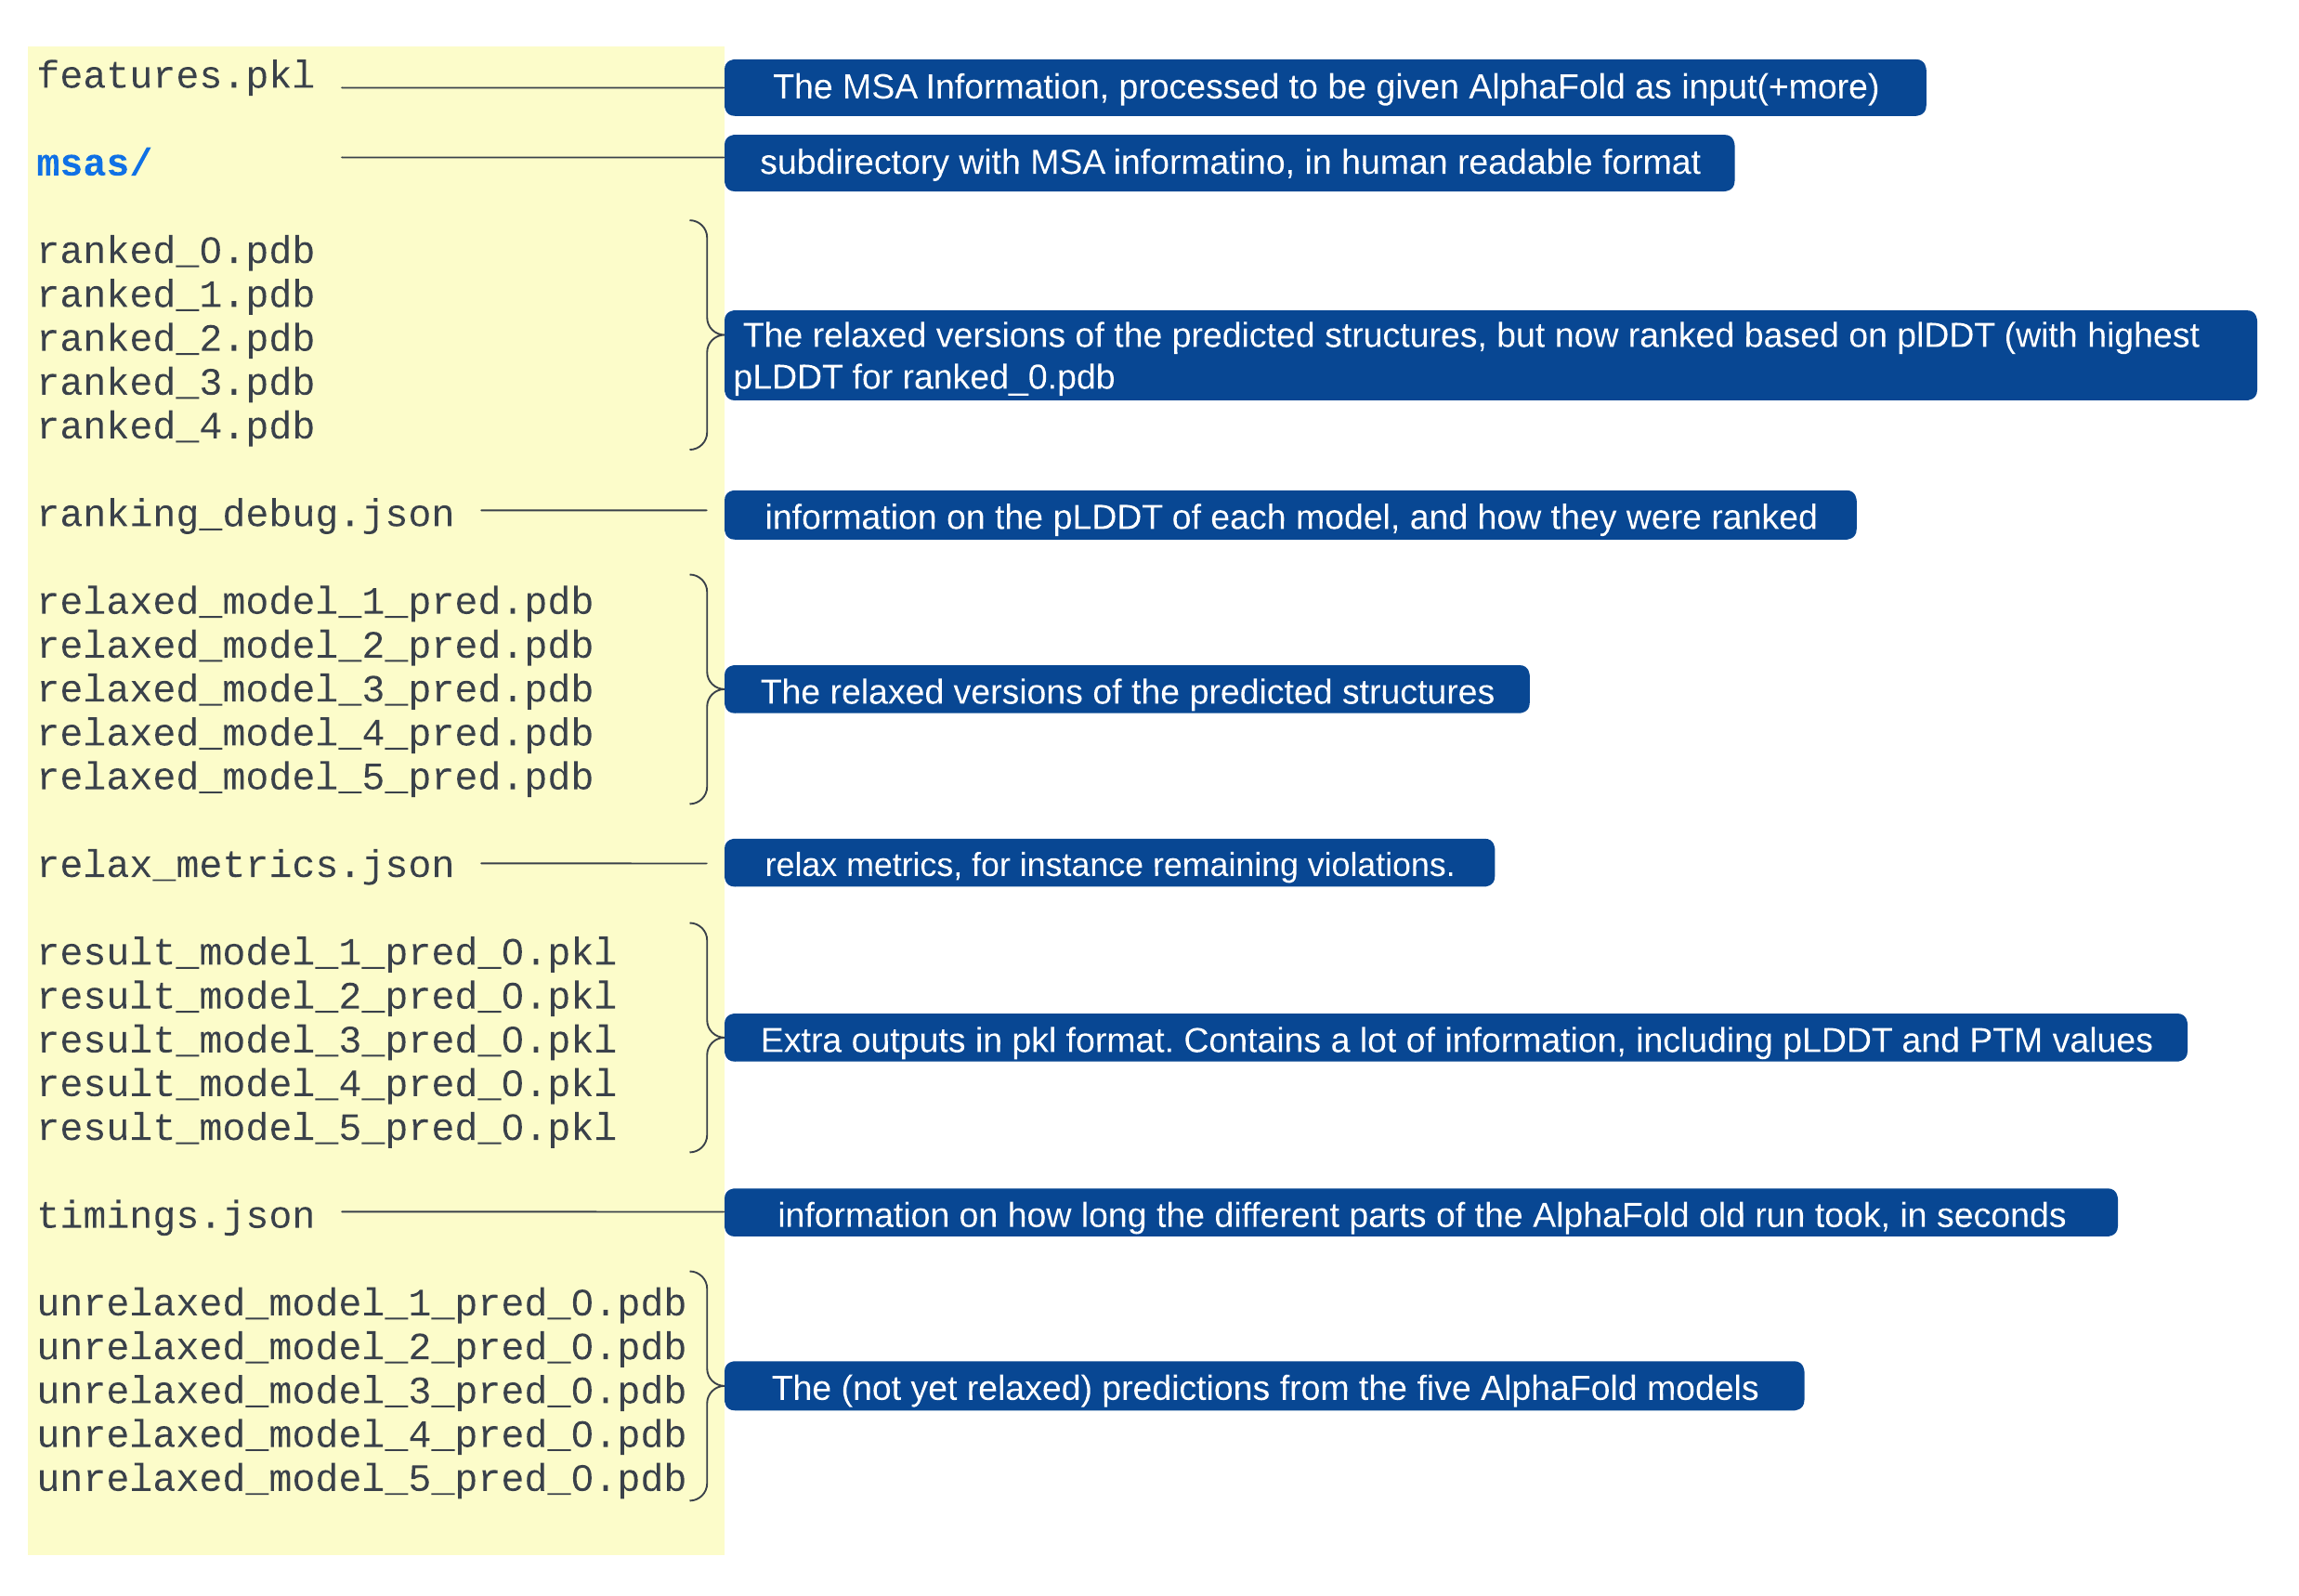 features.pkl
The MSA Information, processed to be given AlphaFold as input(+more)
msas/
subdirectory with MSA informatino, in human readable format
ranked_0.pdb
ranked_1.pdb
ranked_2.pdb
ranked_3.pdb
ranked_4.pdb
The relaxed versions of the predicted structures, but now ranked based on plDDT (with highest
pLDDT for ranked_0.pdb
ranking_debug.json
information on the pLDDT of each model, and how they were ranked
relaxed_model_1_pred.pdb
relaxed_model_2_pred.pdb
relaxed_model_3_pred.pdb
relaxed_model_4_pred.pdb
relaxed_model_5_pred.pdb
The relaxed versions of the predicted structures
relax_metrics.json
relax metrics, for instance remaining violations.
result_model_1_pred_0.pkl
result_model_2_pred_0.pkl
result_model_3_pred_0.pkl
result_model_4_pred_0.pkl
result_model_5_pred_0.pkl
Extra outputs in pkl format. Contains a lot of information, including pLDDT and PTM values
timings.json
information on how long the different parts of the AlphaFold old run took, in seconds
unrelaxed_model_1_pred_0.pdb
unrelaxed_model_2_pred_0.pdb
unrelaxed_model_3_pred_0.pdb
unrelaxed_model_4_pred_0.pdb
unrelaxed_model_5_pred_0.pdb
The (not yet relaxed) predictions from the five AlphaFold models